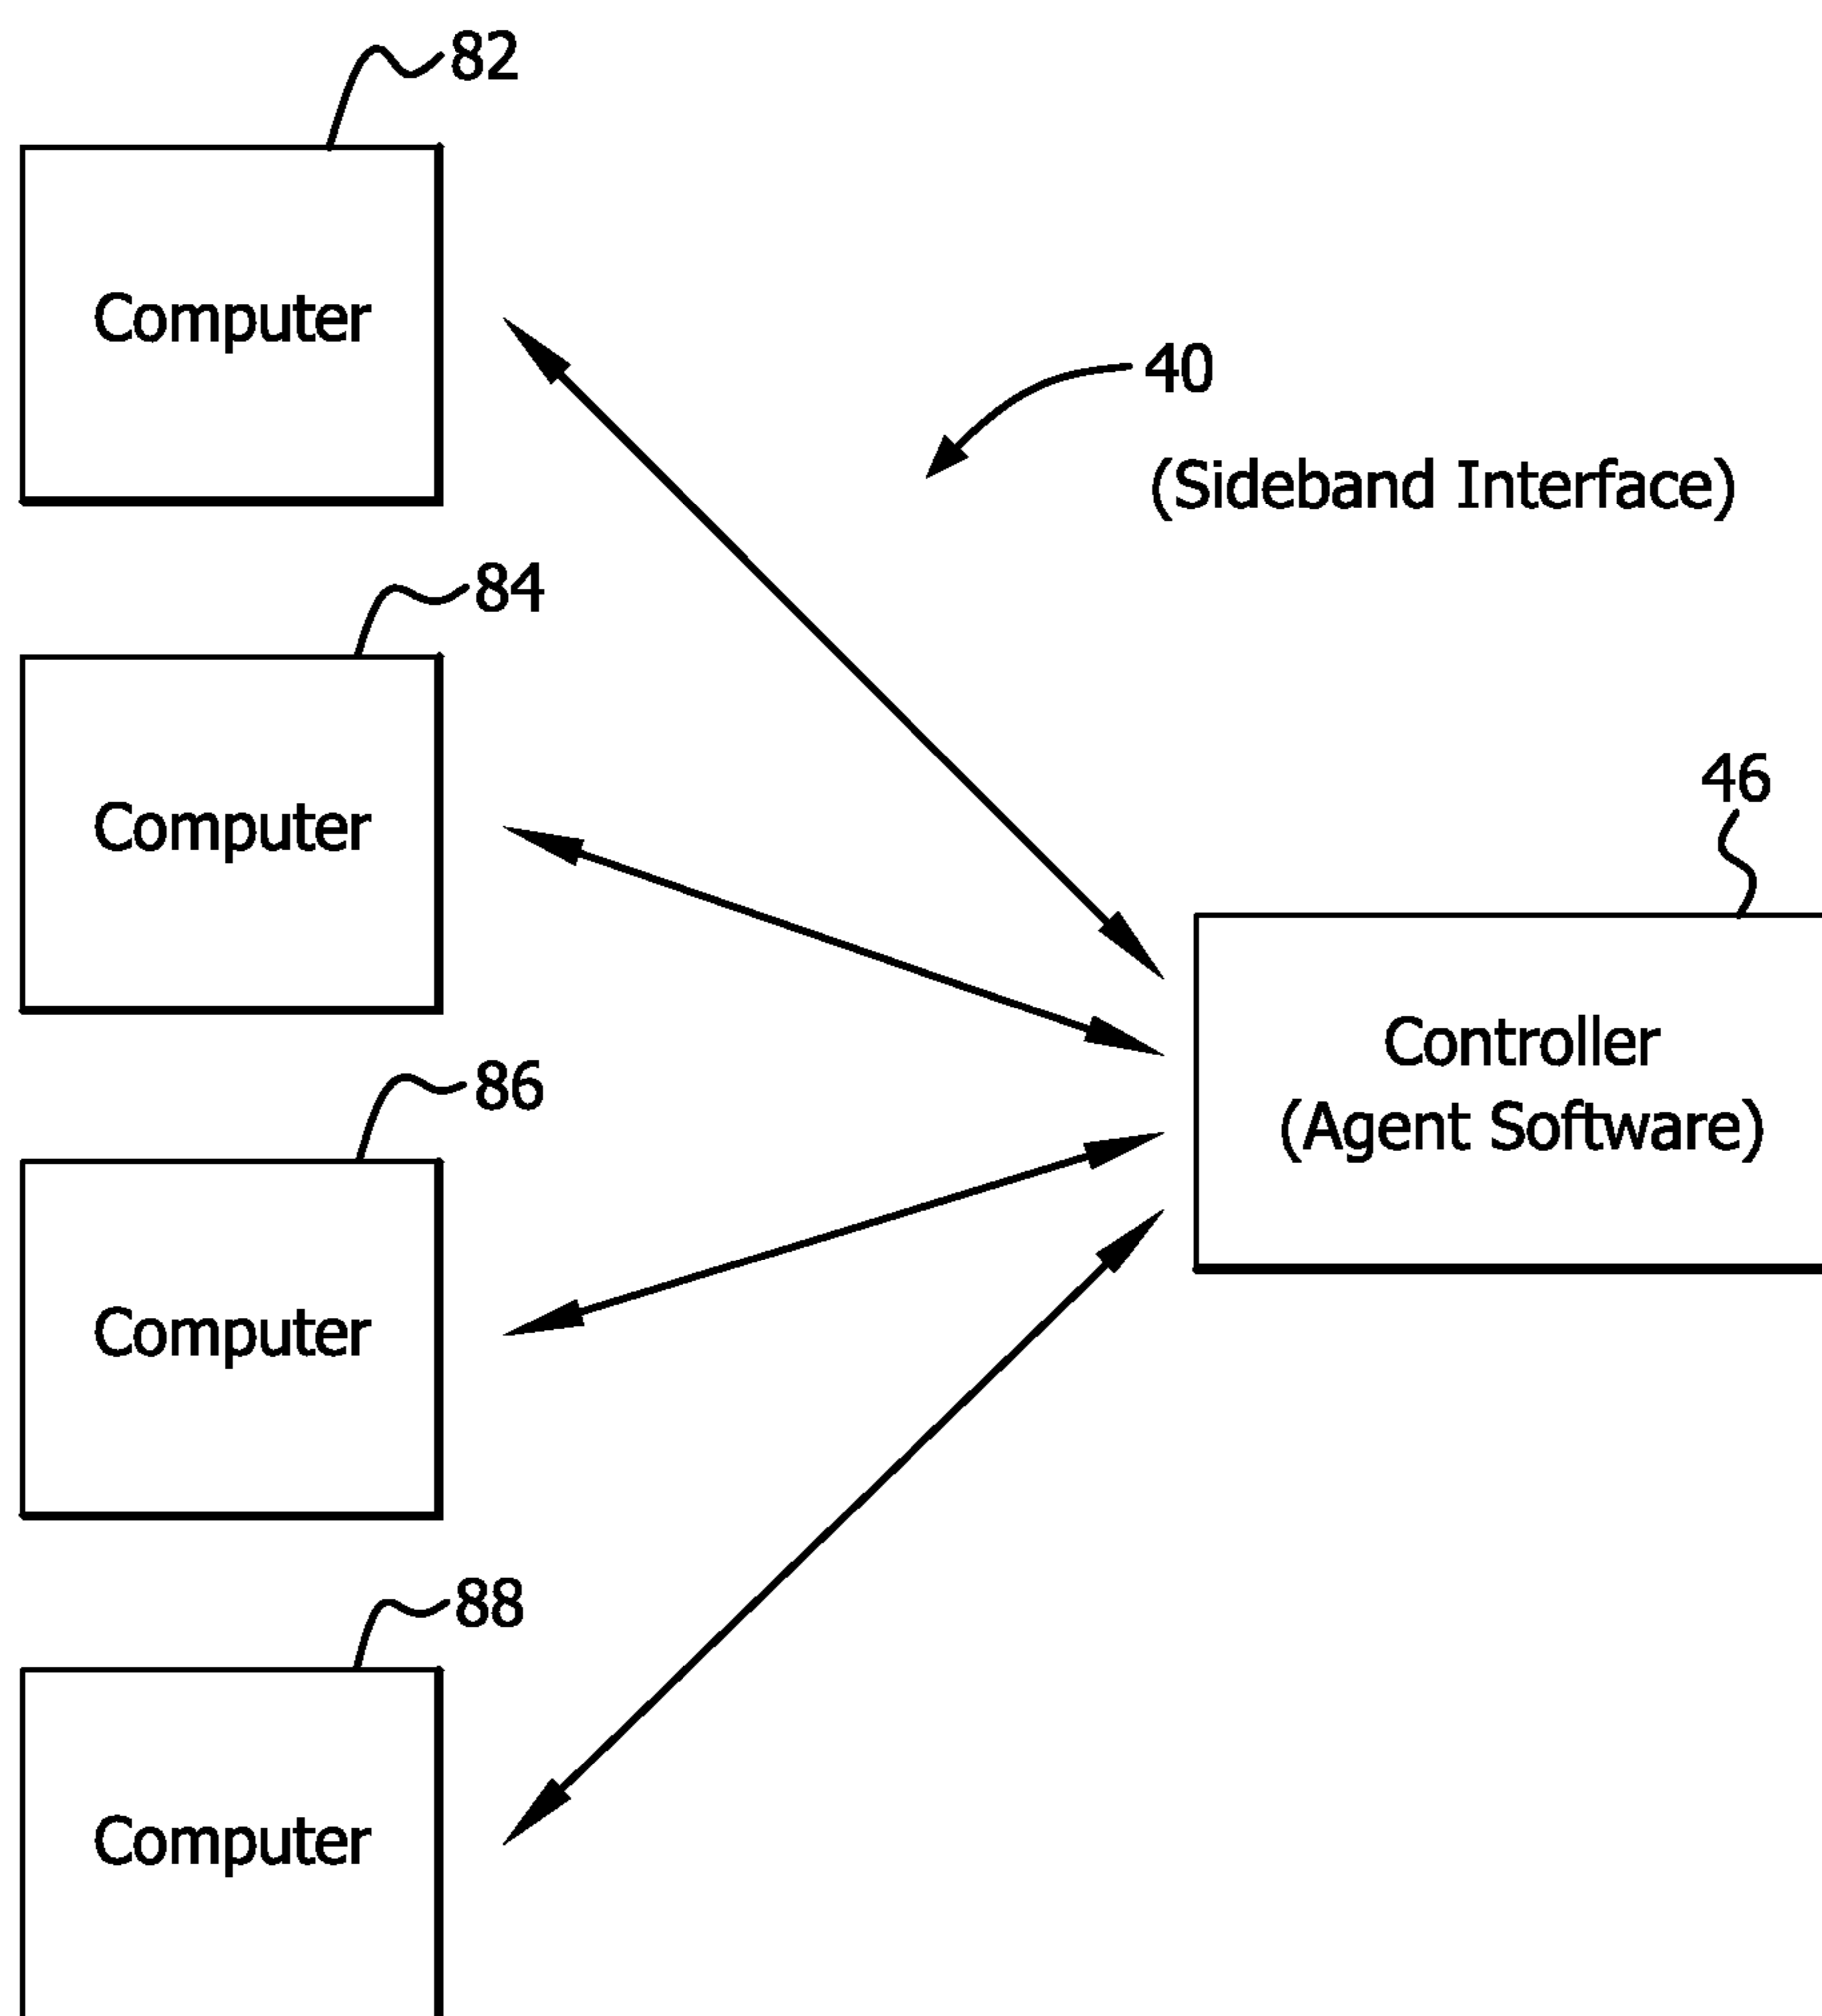 82
Computer
40
(Sideband Interface)
84
Computer
46
Controller
(Agent Software)
86
Computer
88
Computer